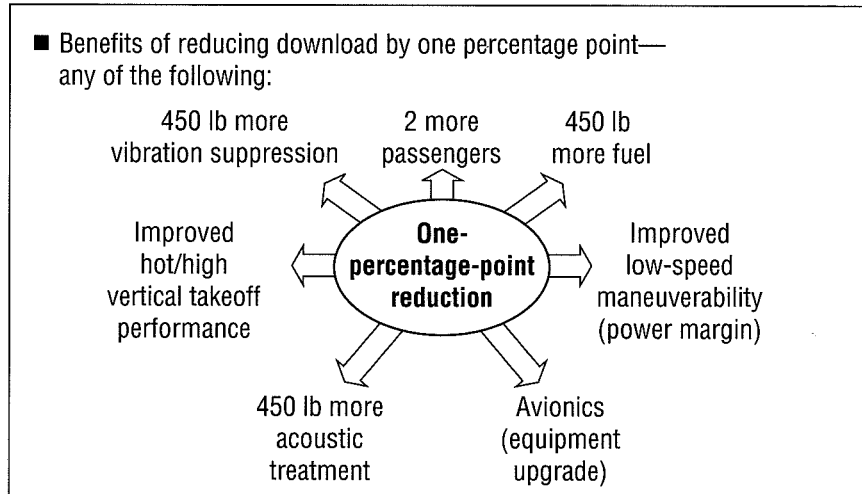 ■ Benefits of reducing download by one percentage point—
any of the following:
450 lb more
vibration suppression
2 more
passengers
450 lb
more fuel
Improved
hot/high
vertical takeoff
performance
One-
percentage-point
reduction
Improved
low-speed
maneuverability
(power margin)
450 lb more
acoustic
treatment
Avionics
(equipment
upgrade)